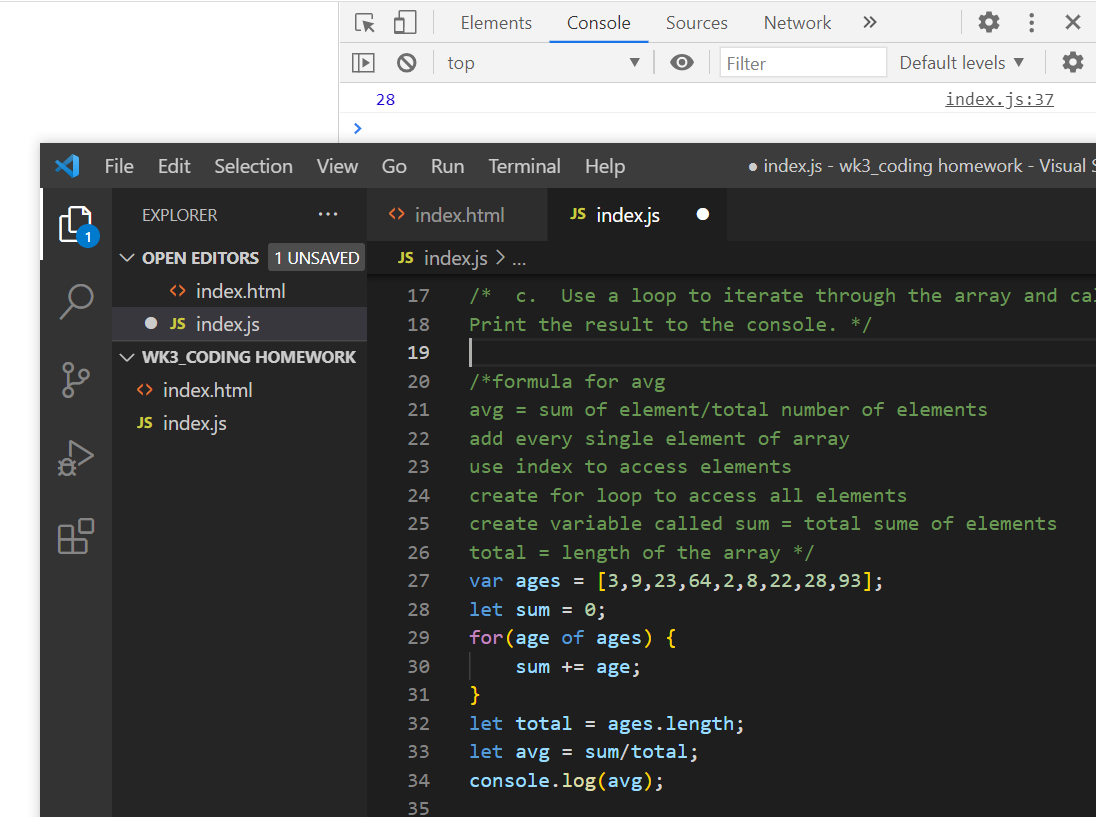 Elements Console Sources Network »
top ▼ Filter Default levels ▼
28 index.js:37
>
File Edit Selection View Go Run Terminal Help ● index.js - wk3_coding homework - Visual S
EXPLORER ... <> index.html JS index.js ●
OPEN EDITORS 1 UNSAVED JS index.js > ...
1
<> index.html
● JS index.js
WK3_CODING HOMEWORK
<> index.html
JS index.js
17 /*  c.  Use a loop to iterate through the array and cal
18 Print the result to the console. */
19
20 /*formula for avg
21 avg = sum of element/total number of elements
22 add every single element of array
23 use index to access elements
24 create for loop to access all elements
25 create variable called sum = total sume of elements
26 total = length of the array */
27 var ages = [3,9,23,64,2,8,22,28,93];
28 let sum = 0;
29 for(age of ages) {
30     sum += age;
31 }
32 let total = ages.length;
33 let avg = sum/total;
34 console.log(avg);
35